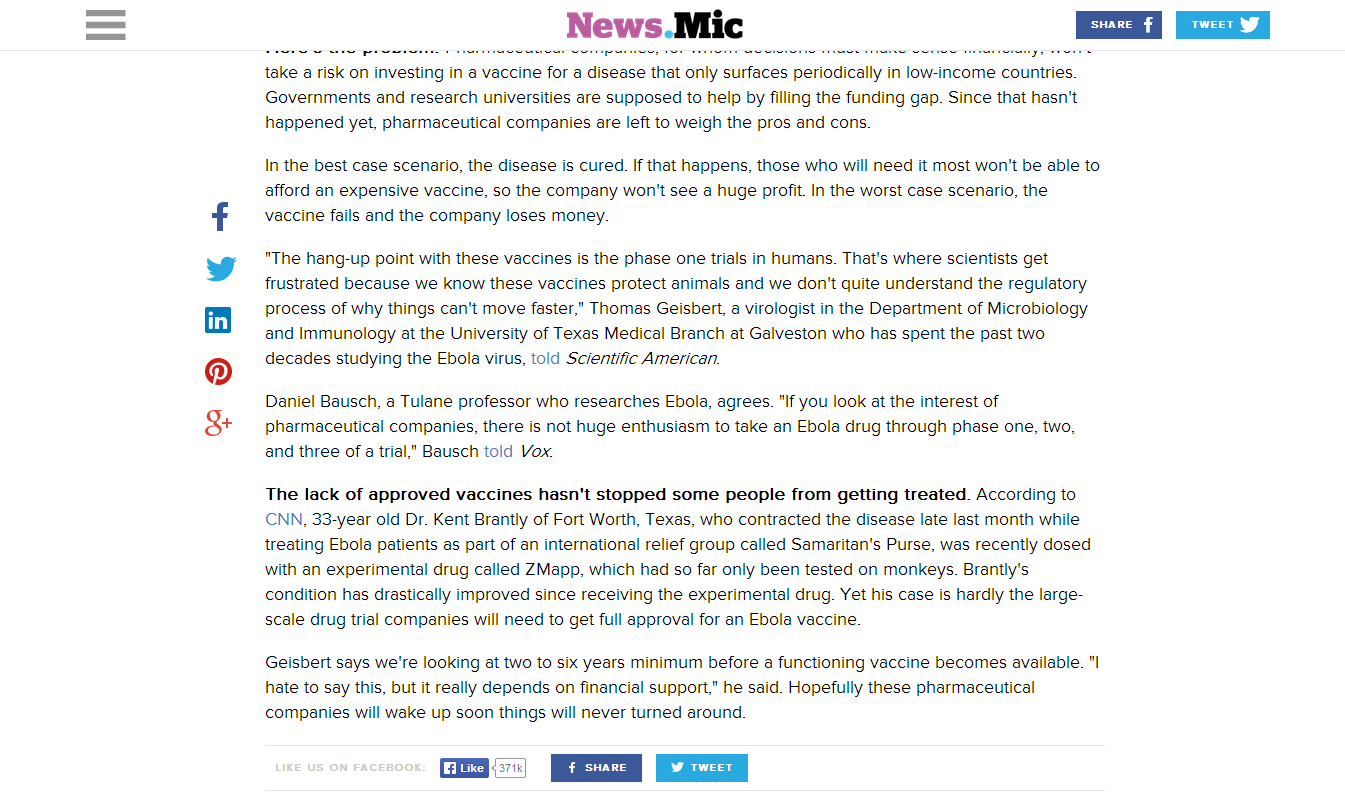 News.Mic
SHARE
TWEET
Here's the problem. Pharmaceutical companies, for whom decisions must make sense financially, won't
take a risk on investing in a vaccine for a disease that only surfaces periodically in low-income countries.
Governments and research universities are supposed to help by filling the funding gap. Since that hasn't
happened yet, pharmaceutical companies are left to weigh the pros and cons.
In the best case scenario, the disease is cured. If that happens, those who will need it most won't be able to
afford an expensive vaccine, so the company won't see a huge profit. In the worst case scenario, the
vaccine fails and the company loses money.
"The hang-up point with these vaccines is the phase one trials in humans. That's where scientists get
frustrated because we know these vaccines protect animals and we don't quite understand the regulatory
process of why things can't move faster," Thomas Geisbert, a virologist in the Department of Microbiology
and Immunology at the University of Texas Medical Branch at Galveston who has spent the past two
decades studying the Ebola virus, told Scientific American.
Daniel Bausch, a Tulane professor who researches Ebola, agrees. "If you look at the interest of
pharmaceutical companies, there is not huge enthusiasm to take an Ebola drug through phase one, two,
and three of a trial," Bausch told Vox.
The lack of approved vaccines hasn't stopped some people from getting treated. According to
CNN, 33-year old Dr. Kent Brantly of Fort Worth, Texas, who contracted the disease late last month while
treating Ebola patients as part of an international relief group called Samaritan's Purse, was recently dosed
with an experimental drug called ZMapp, which had so far only been tested on monkeys. Brantly's
condition has drastically improved since receiving the experimental drug. Yet his case is hardly the large-
scale drug trial companies will need to get full approval for an Ebola vaccine.
Geisbert says we're looking at two to six years minimum before a functioning vaccine becomes available. "I
hate to say this, but it really depends on financial support," he said. Hopefully these pharmaceutical
companies will wake up soon things will never turned around.
LIKE US ON FACEBOOK:
Like
371k
SHARE
TWEET